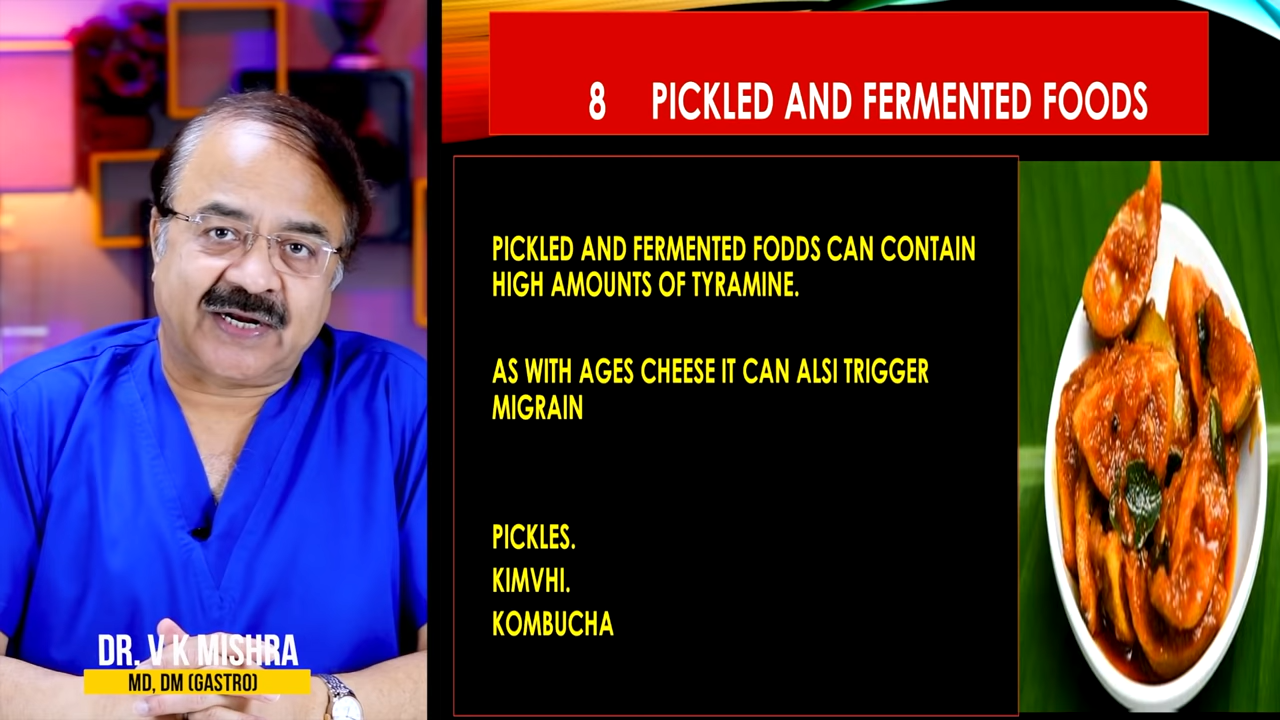 8 PICKLED AND FERMENTED FOODS
PICKLED AND FERMENTED FODDS CAN CONTAIN
HIGH AMOUNTS OF TYRAMINE.
AS WITH AGES CHEESE IT CAN ALSI TRIGGER
MIGRAIN
PICKLES.
KIMVHI.
KOMBUCHA
DR. V K MISHRA
MD, DM (GASTRO)